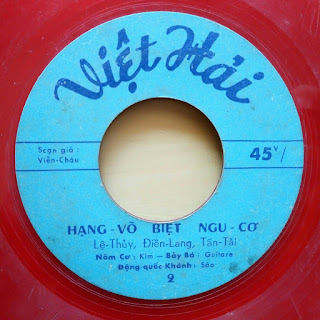 Việt Hải
Sơạn giả :
Viễn-Châu
45 V/
HẠNG-VÕ BIỆT NGU-CƠ
Lệ-Thủy, Điền-Lang, Tấn-Tài
Năm Cơ : Kìm - Bảy Bá : Guitare
Đặng quốc Khánh : Sáo
2